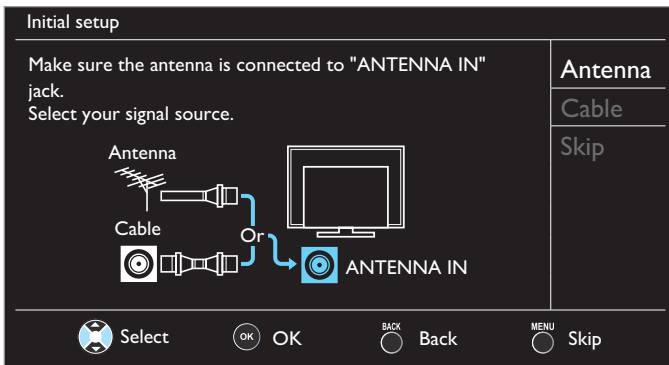 Initial setup
Make sure the antenna is connected to "ANTENNA IN"
jack.
Select your signal source.
Antenna
Cable
Or
ANTENNA IN
Antenna
Cable
Skip
Select
OK
OK
BACK
Back
MENU
Skip